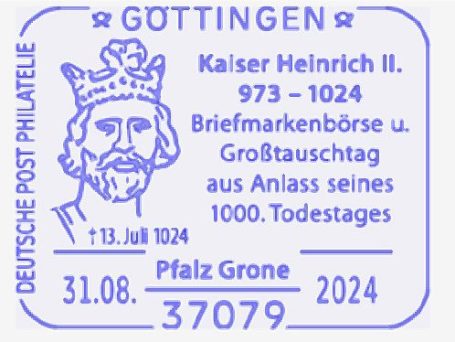 ☆ GÖTTINGEN ☆
DEUTSCHE POST PHILATELIE
Kaiser Heinrich II.
973 – 1024
Briefmarkenbörse u.
Großtauschtag
aus Anlass seines
1000. Todestages
† 13. Juli 1024
Pfalz Grone
31.08. 2024
37079